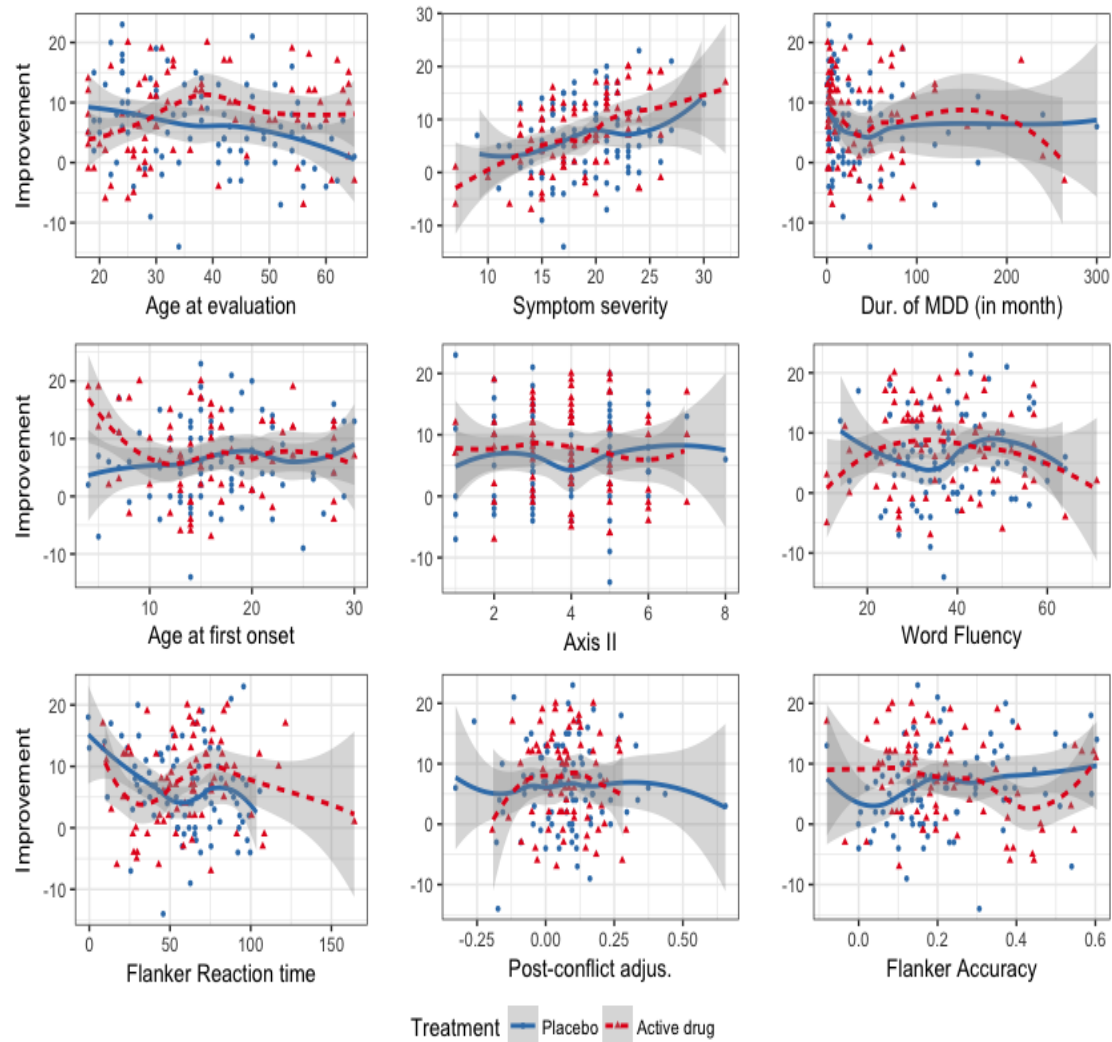 Improvement
20
10
0
-10
20 30 40 50 60
Age at evaluation
30
20
10
0
-10
10 15 20 25 30
Symptom severity
20
10
0
-10
0 100 200 300
Dur. of MDD (in month)
Improvement
20
10
0
-10
10 20 30
Age at first onset
20
10
0
-10
2 4 6 8
Axis II
20
10
0
-10
20 40 60
Word Fluency
Improvement
20
10
0
-10
0 50 100 150
Flanker Reaction time
20
10
0
-10
-0.25 0.00 0.25 0.50
Post-conflict adjus.
20
10
0
-10
0.0 0.2 0.4 0.6
Flanker Accuracy
Treatment Placebo Active drug